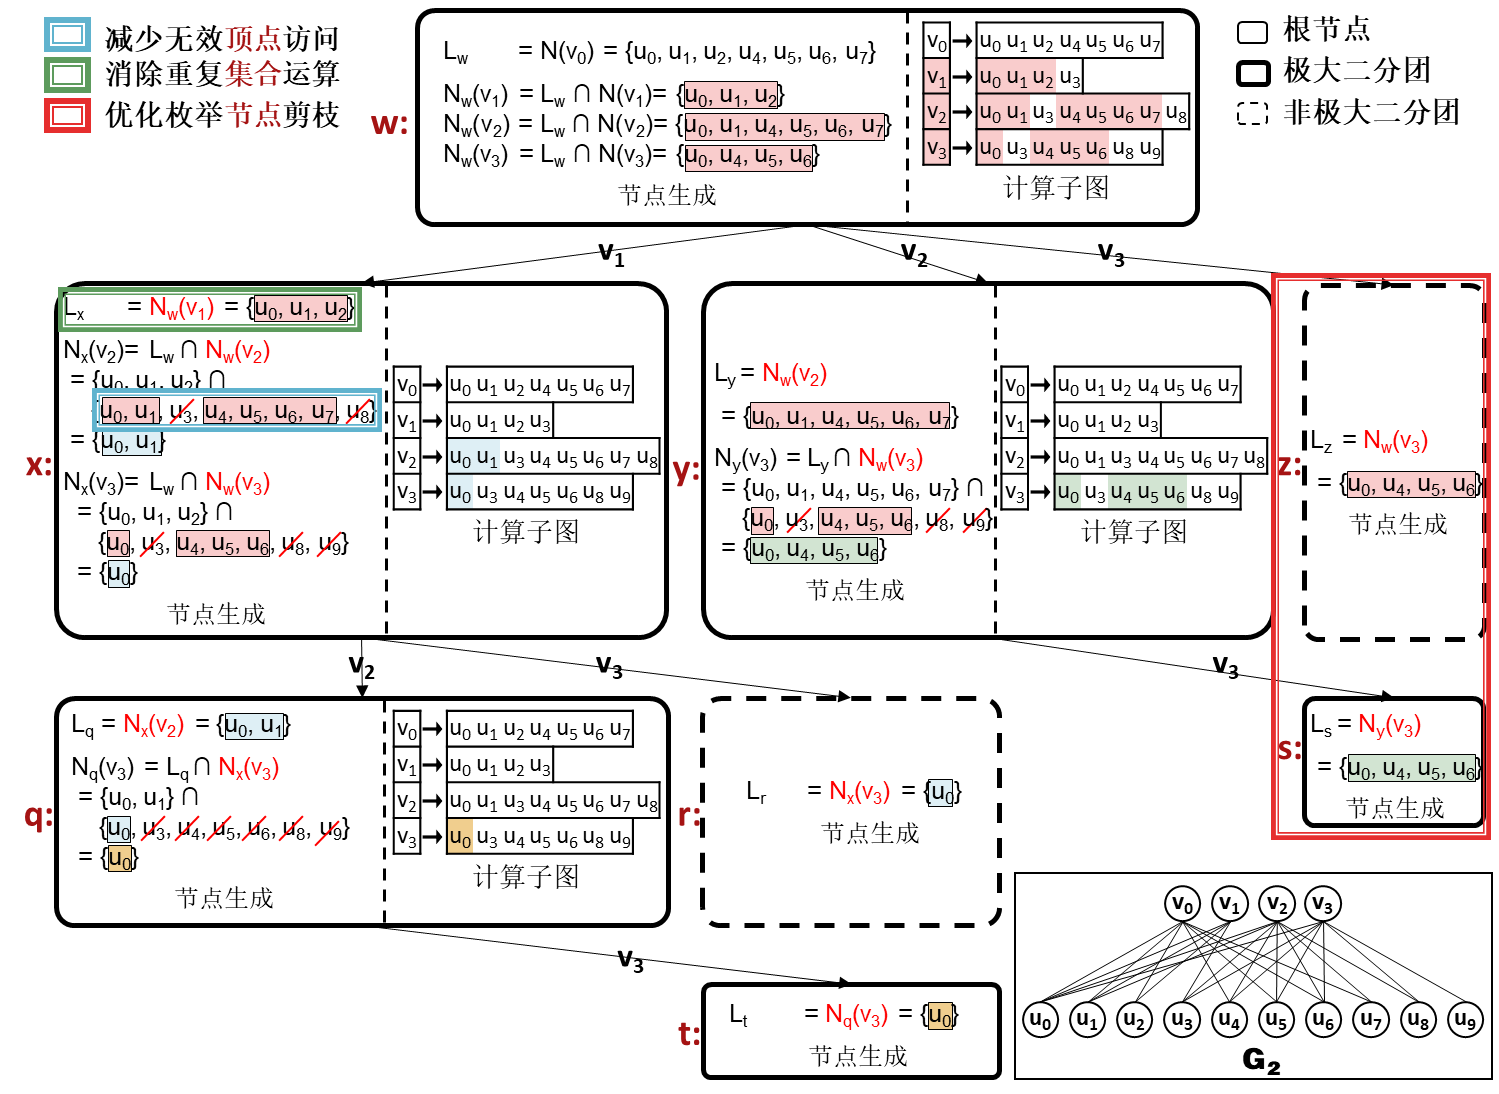 减少无效顶点访问
消除重复集合运算
优化枚举节点剪枝
根节点
极大二分团
非极大二分团
w:
L_w = N(v_0) = {u_0, u_1, u_2, u_4, u_5, u_6, u_7}
N_w(v_1) = L_w ∩ N(v_1)= {u_0, u_1, u_2}
N_w(v_2) = L_w ∩ N(v_2)= {u_0, u_1, u_4, u_5, u_6, u_7}
N_w(v_3) = L_w ∩ N(v_3)= {u_0, u_4, u_5, u_6}
节点生成
v_0 → u_0 u_1 u_2 u_4 u_5 u_6 u_7
v_1 → u_0 u_1 u_2 u_3
v_2 → u_0 u_1 u_3 u_4 u_5 u_6 u_7 u_8
v_3 → u_0 u_3 u_4 u_5 u_6 u_8 u_9
计算子图
v_1
v_2
v_3
x:
L_x = N_w(v_1) = {u_0, u_1, u_2}
N_x(v_2)= L_w ∩ N_w(v_2)
= {u_0, u_1, u_2} ∩
{u_0, u_1, u_3, u_4, u_5, u_6, u_7, u_8}
= {u_0, u_1}
N_x(v_3)= L_w ∩ N_w(v_3)
= {u_0, u_1, u_2} ∩
{u_0, u_3, u_4, u_5, u_6, u_8, u_9}
= {u_0}
节点生成
v_0 → u_0 u_1 u_2 u_4 u_5 u_6 u_7
v_1 → u_0 u_1 u_2 u_3
v_2 → u_0 u_1 u_3 u_4 u_5 u_6 u_7 u_8
v_3 → u_0 u_3 u_4 u_5 u_6 u_8 u_9
计算子图
y:
L_y = N_w(v_2)
= {u_0, u_1, u_4, u_5, u_6, u_7}
N_y(v_3) = L_y ∩ N_w(v_3)
= {u_0, u_1, u_4, u_5, u_6, u_7} ∩
{u_0, u_3, u_4, u_5, u_6, u_8, u_9}
= {u_0, u_4, u_5, u_6}
节点生成
v_0 → u_0 u_1 u_2 u_4 u_5 u_6 u_7
v_1 → u_0 u_1 u_2 u_3
v_2 → u_0 u_1 u_3 u_4 u_5 u_6 u_7 u_8
v_3 → u_0 u_3 u_4 u_5 u_6 u_8 u_9
计算子图
z:
L_z = N_w(v_3)
= {u_0, u_4, u_5, u_6}
节点生成
v_2
v_3
v_3
q:
L_q = N_x(v_2) = {u_0, u_1}
N_q(v_3) = L_q ∩ N_x(v_3)
= {u_0, u_1} ∩
{u_0, u_3, u_4, u_5, u_6, u_8, u_9}
= {u_0}
节点生成
v_0 → u_0 u_1 u_2 u_4 u_5 u_6 u_7
v_1 → u_0 u_1 u_2 u_3
v_2 → u_0 u_1 u_3 u_4 u_5 u_6 u_7 u_8
v_3 → u_0 u_3 u_4 u_5 u_6 u_8 u_9
计算子图
r:
L_r = N_x(v_3) = {u_0}
节点生成
s:
L_s = N_y(v_3)
= {u_0, u_4, u_5, u_6}
节点生成
v_3
t:
L_t = N_q(v_3) = {u_0}
节点生成
v_0 v_1 v_2 v_3
u_0 u_1 u_2 u_3 u_4 u_5 u_6 u_7 u_8 u_9
G_2